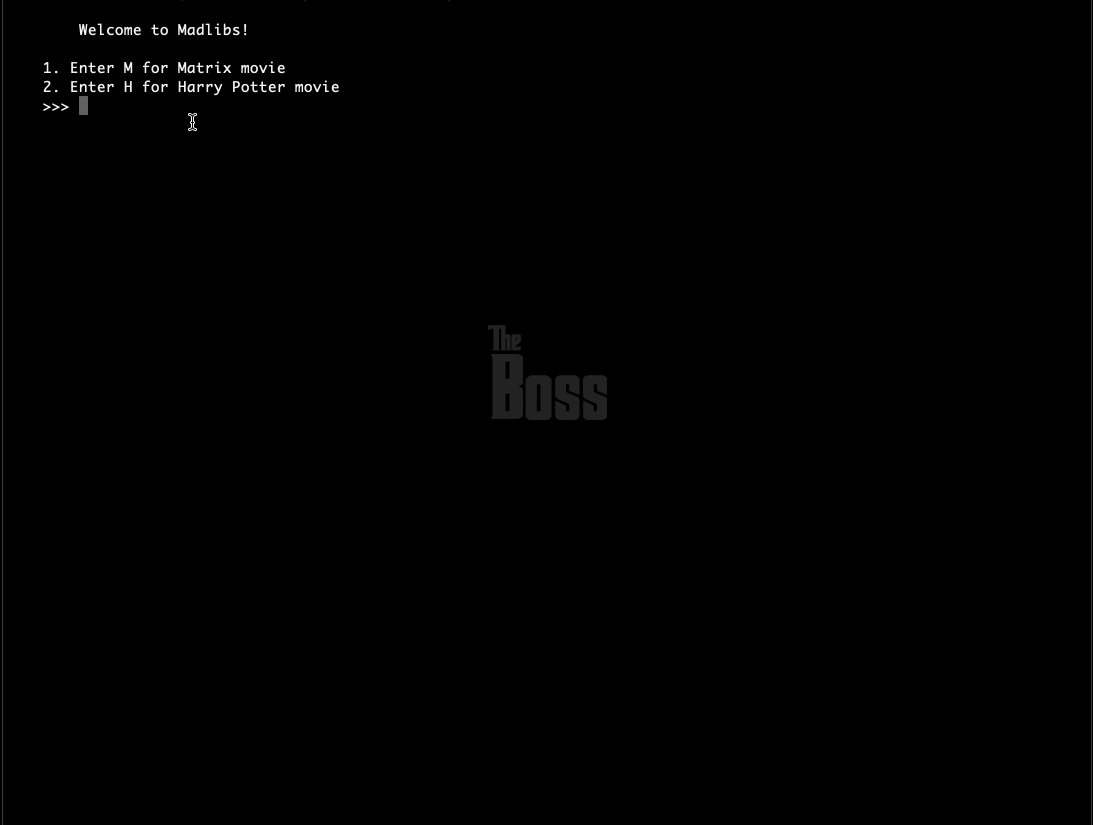 Welcome to Madlibs!
1. Enter M for Matrix movie
2. Enter H for Harry Potter movie
>>>
The
Boss